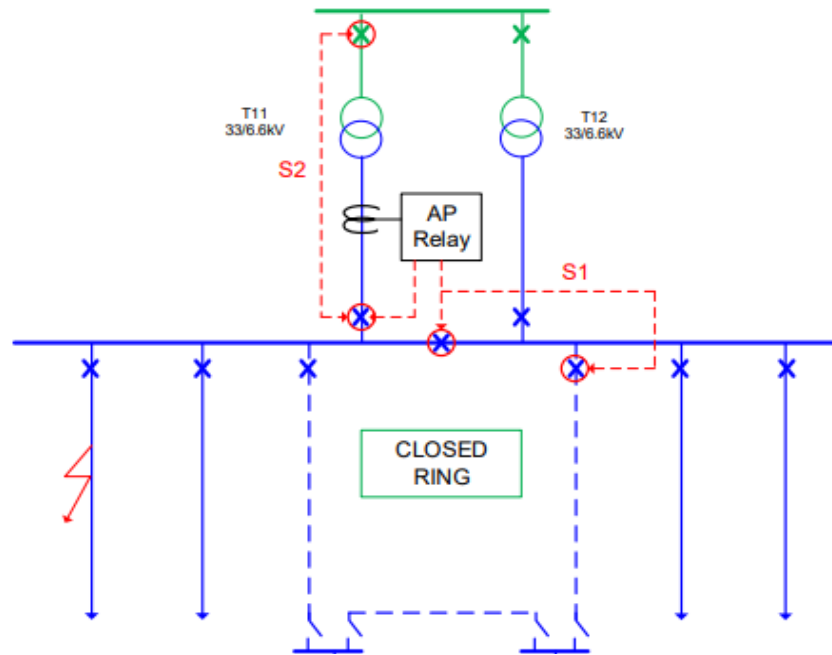 T11
33/6.6kV
T12
33/6.6kV
S2
AP
Relay
S1
CLOSED
RING